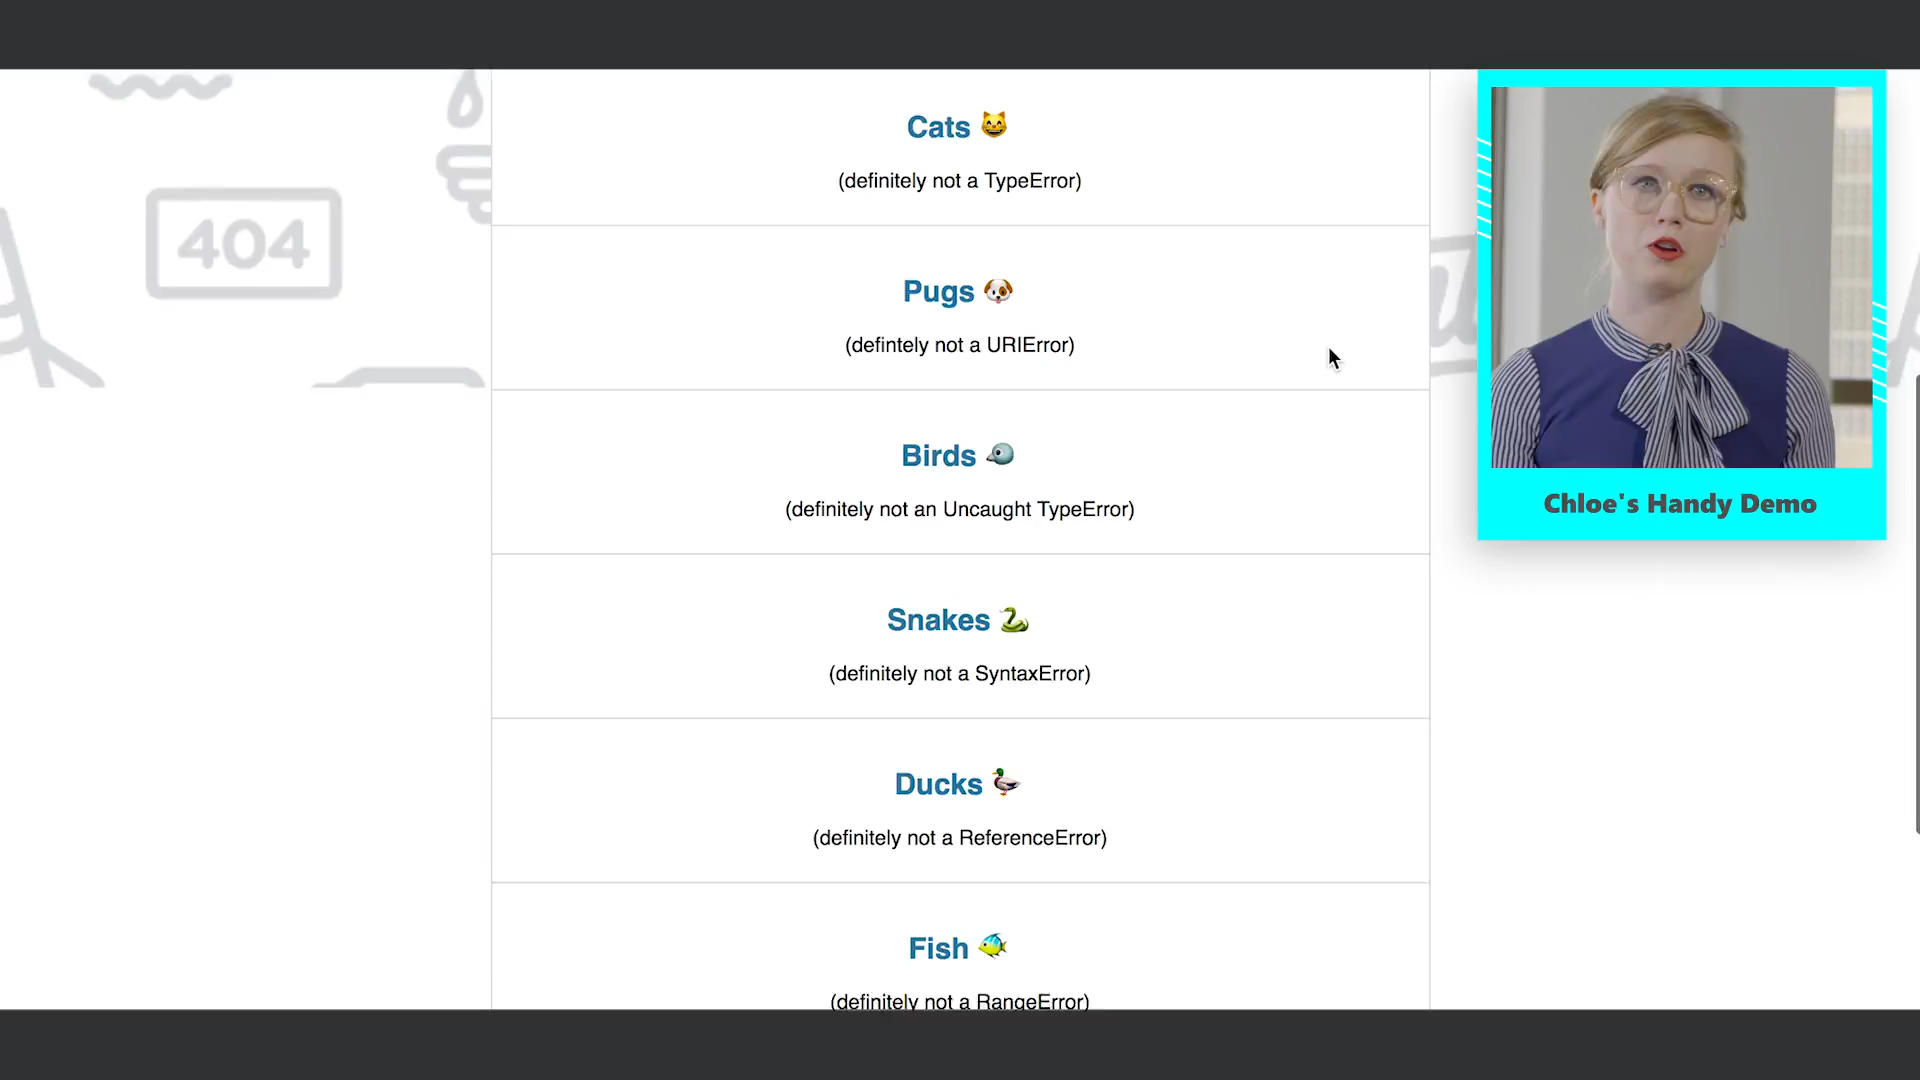 404
Cats
(definitely not a TypeError)
Pugs
(defintely not a URIError)
Birds
(definitely not an Uncaught TypeError)
Snakes
(definitely not a SyntaxError)
Ducks
(definitely not a ReferenceError)
Fish
(definitely not a RangeError)
Chloe's Handy Demo